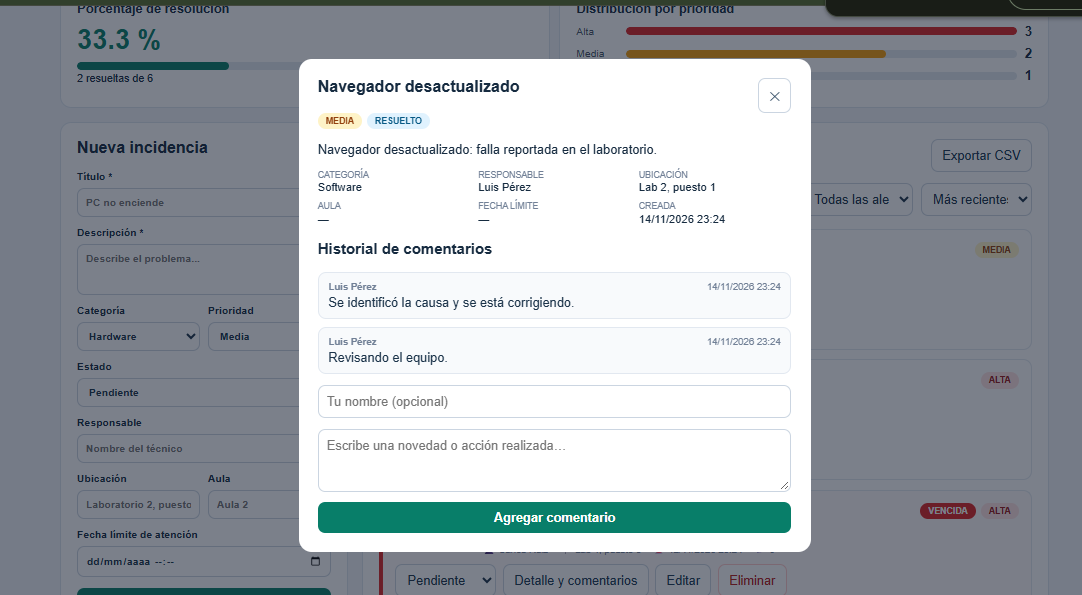 Porcentaje de resolución
33.3 %
2 resueltas de 6
Distribución por prioridad
Alta 3
Media 2
1
Nueva incidencia
Título *
PC no enciende
Descripción *
Describe el problema...
Categoría Prioridad
Hardware Media
Estado
Pendiente
Responsable
Nombre del técnico
Ubicación Aula
Laboratorio 2, puesto Aula 2
Fecha límite de atención
dd/mm/aaaa --:--
Navegador desactualizado
MEDIA RESUELTO
Navegador desactualizado: falla reportada en el laboratorio.
CATEGORÍA RESPONSABLE UBICACIÓN
Software Luis Pérez Lab 2, puesto 1
AULA FECHA LÍMITE CREADA
— — 14/11/2026 23:24
Historial de comentarios
Luis Pérez 14/11/2026 23:24
Se identificó la causa y se está corrigiendo.
Luis Pérez 14/11/2026 23:24
Revisando el equipo.
Tu nombre (opcional)
Escribe una novedad o acción realizada...
Agregar comentario
Exportar CSV
Todas las ale Más recientes
MEDIA
ALTA
VENCIDA ALTA
Pendiente Detalle y comentarios Editar Eliminar